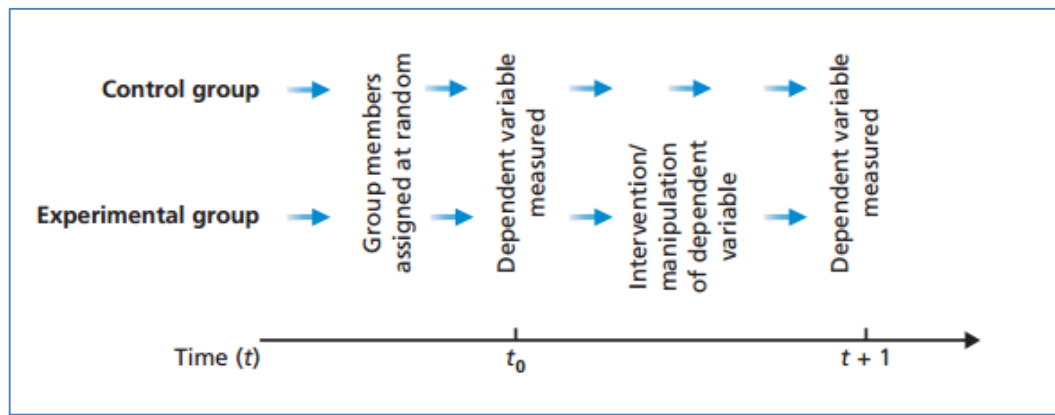 Control group
Experimental group
Group members
assigned at random
Dependent variable
measured
Intervention/
manipulation
of dependent
variable
Dependent variable
measured
Time (t)
t0
t + 1